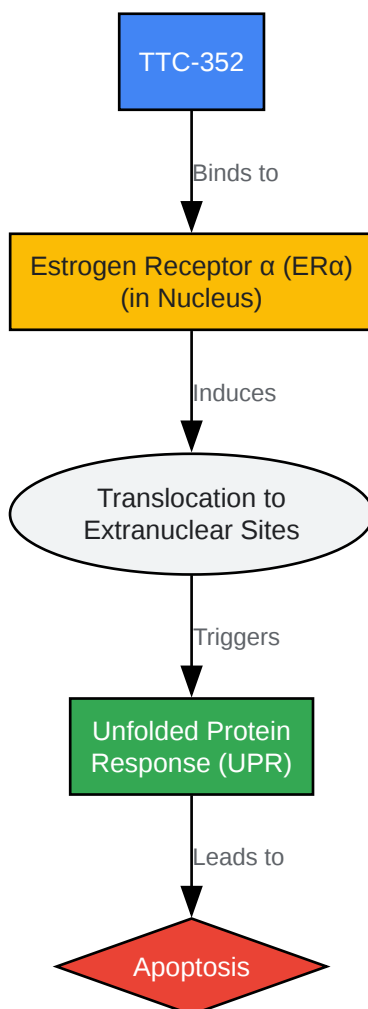 TTC-352
Binds to
Estrogen Receptor α (ERα)
(in Nucleus)
Induces
Translocation to
Extranuclear Sites
Triggers
Unfolded Protein
Response (UPR)
Leads to
Apoptosis